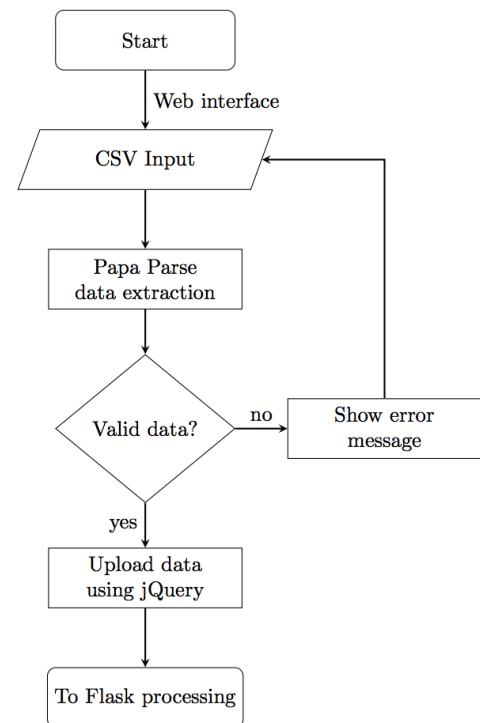 Start
Web interface
CSV Input
Papa Parse
data extraction
Valid data?
no
Show error
message
yes
Upload data
using jQuery
To Flask processing